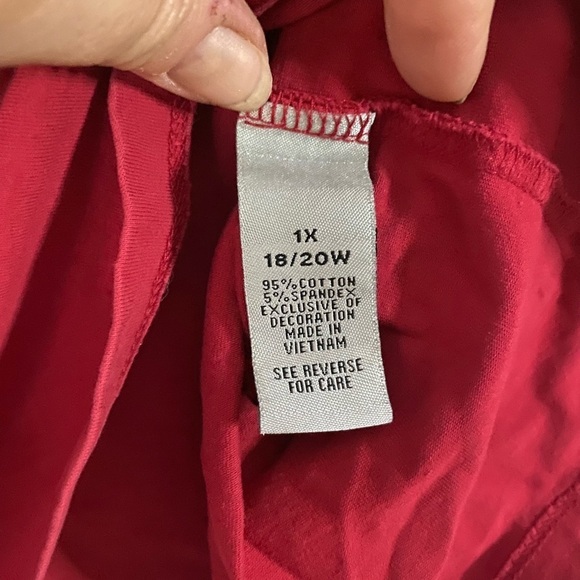 1X
18/20W
95%COTTON
5%SPANDEX
EXCLUSIVE OF
DECORATION
MADE IN
VIETNAM
SEE REVERSE
FOR CARE